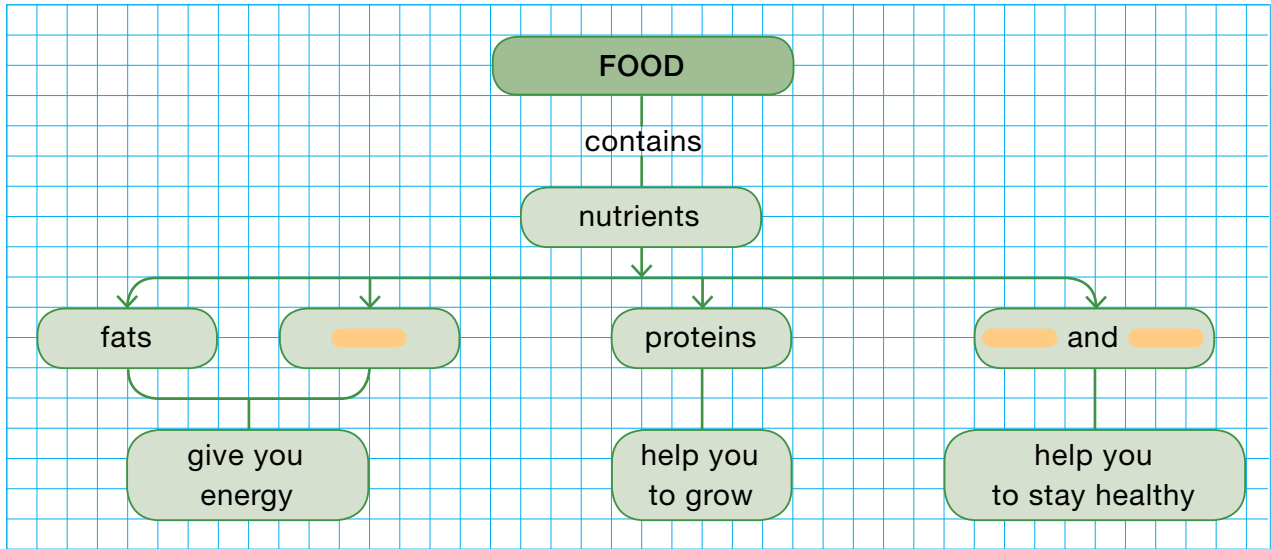 FOOD
contains
nutrients
fats
proteins
and
give you
energy
help you
to grow
help you
to stay healthy